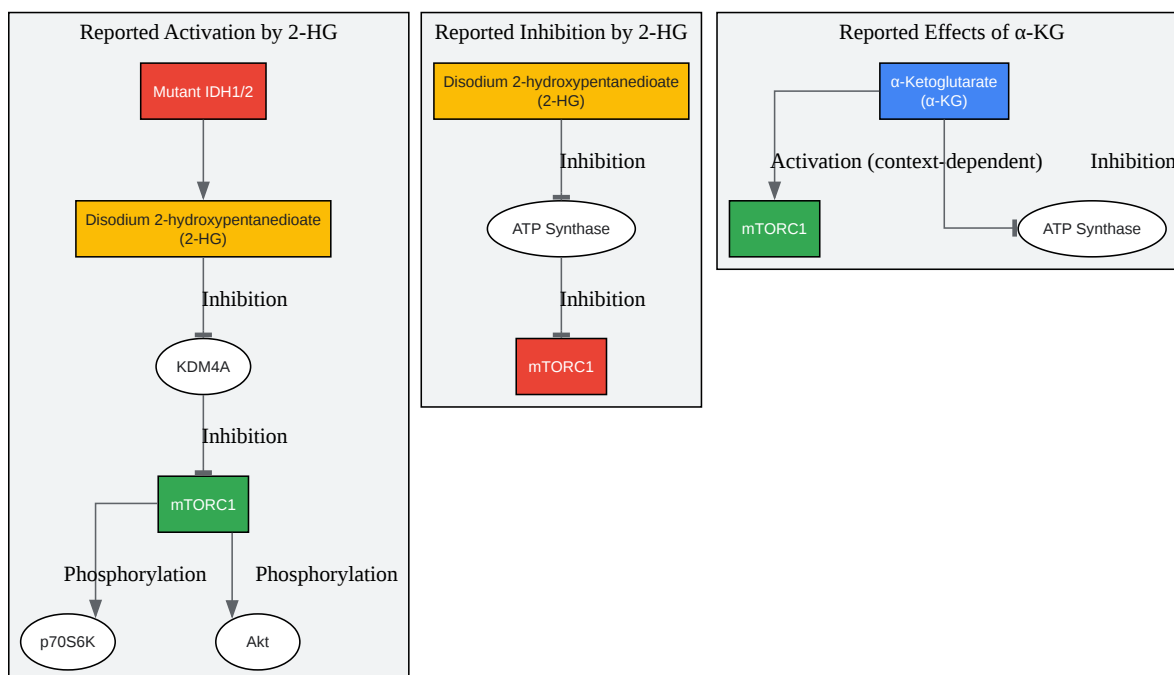 Reported Activation by 2-HG
Mutant IDH1/2
Disodium 2-hydroxypentanedioate
(2-HG)
Inhibition
KDM4A
Inhibition
mTORC1
Phosphorylation
Phosphorylation
p70S6K
Akt
Reported Inhibition by 2-HG
Disodium 2-hydroxypentanedioate
(2-HG)
Inhibition
ATP Synthase
Inhibition
mTORC1
Reported Effects of α-KG
α-Ketoglutarate
(α-KG)
Activation (context-dependent)
Inhibition
mTORC1
ATP Synthase